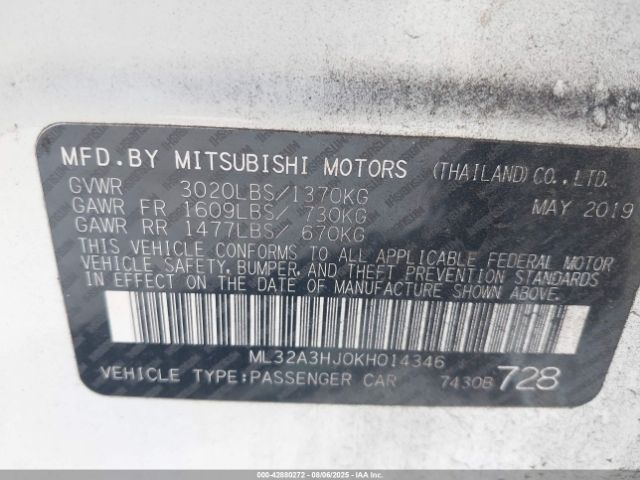 MFD.BY MITSUBISHI MOTORS (THAILAND)CO.,LTD.
GVWR 3020LBS/1370KG MAY 2019
GAWR FR 1609LBS/ 730KG
GAWR RR 1477LBS/ 670KG
THIS VEHICLE CONFORMS TO ALL APPLICABLE FEDERAL MOTOR
VEHICLE SAFETY, BUMPER, AND THEFT PREVENTION STANDARDS
IN EFFECT ON THE DATE OF MANUFACTURE SHOWN ABOVE.
ML32A3HJ0KH014346
VEHICLE TYPE:PASSENGER CAR 7430B 728
000-42880272 - 08/06/2025 - IAAI.COM